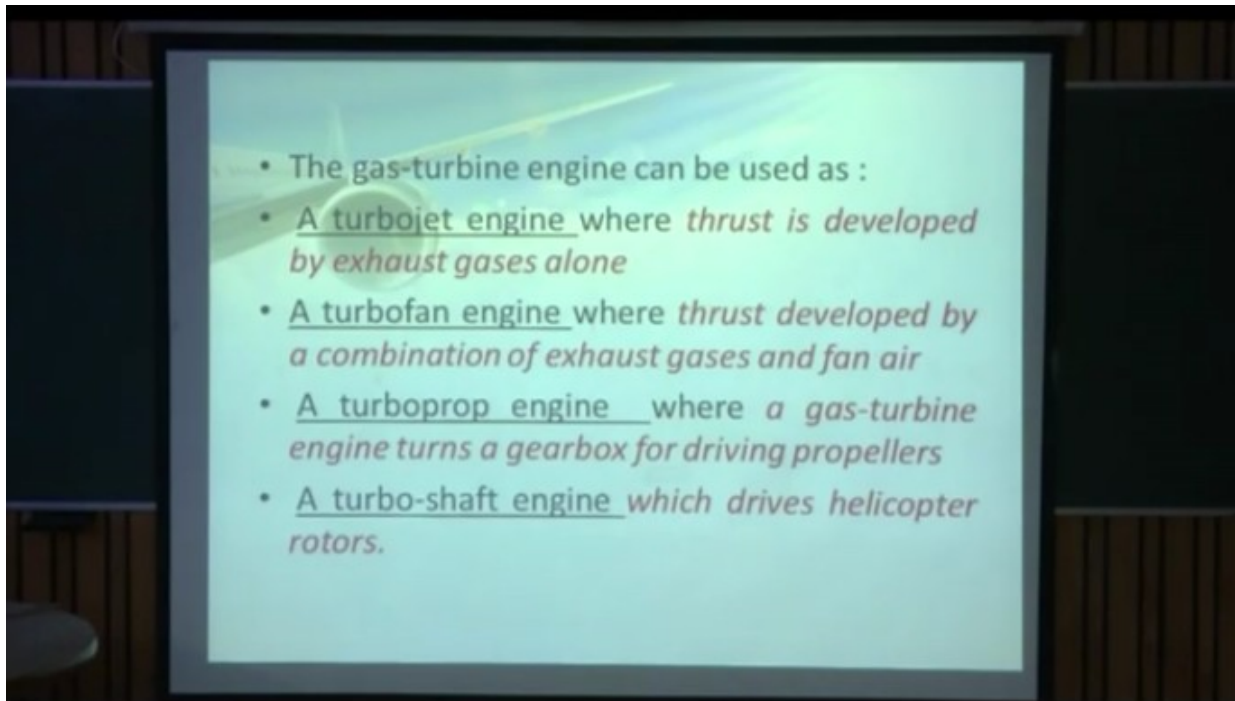 • The gas-turbine engine can be used as :
• A turbojet engine where thrust is developed
by exhaust gases alone
• A turbofan engine where thrust developed by
a combination of exhaust gases and fan air
• A turboprop engine where a gas-turbine
engine turns a gearbox for driving propellers
• A turbo-shaft engine which drives helicopter
rotors.